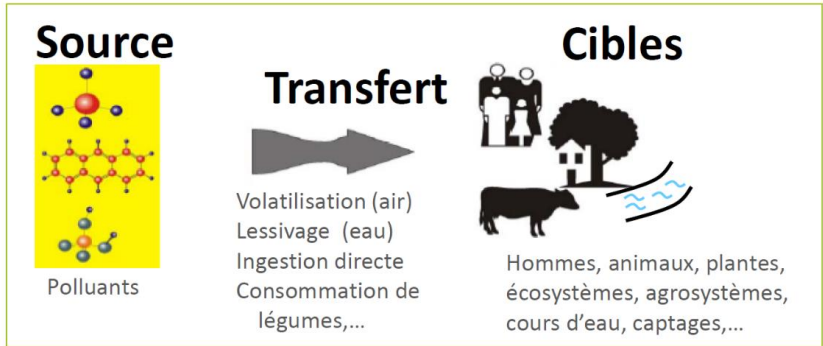 Source
Polluants
Transfert
Volatilisation (air)
Lessivage (eau)
Ingestion directe
Consommation de
légumes,...
Cibles
Hommes, animaux, plantes,
écosystèmes, agrosystèmes,
cours d'eau, captages,...